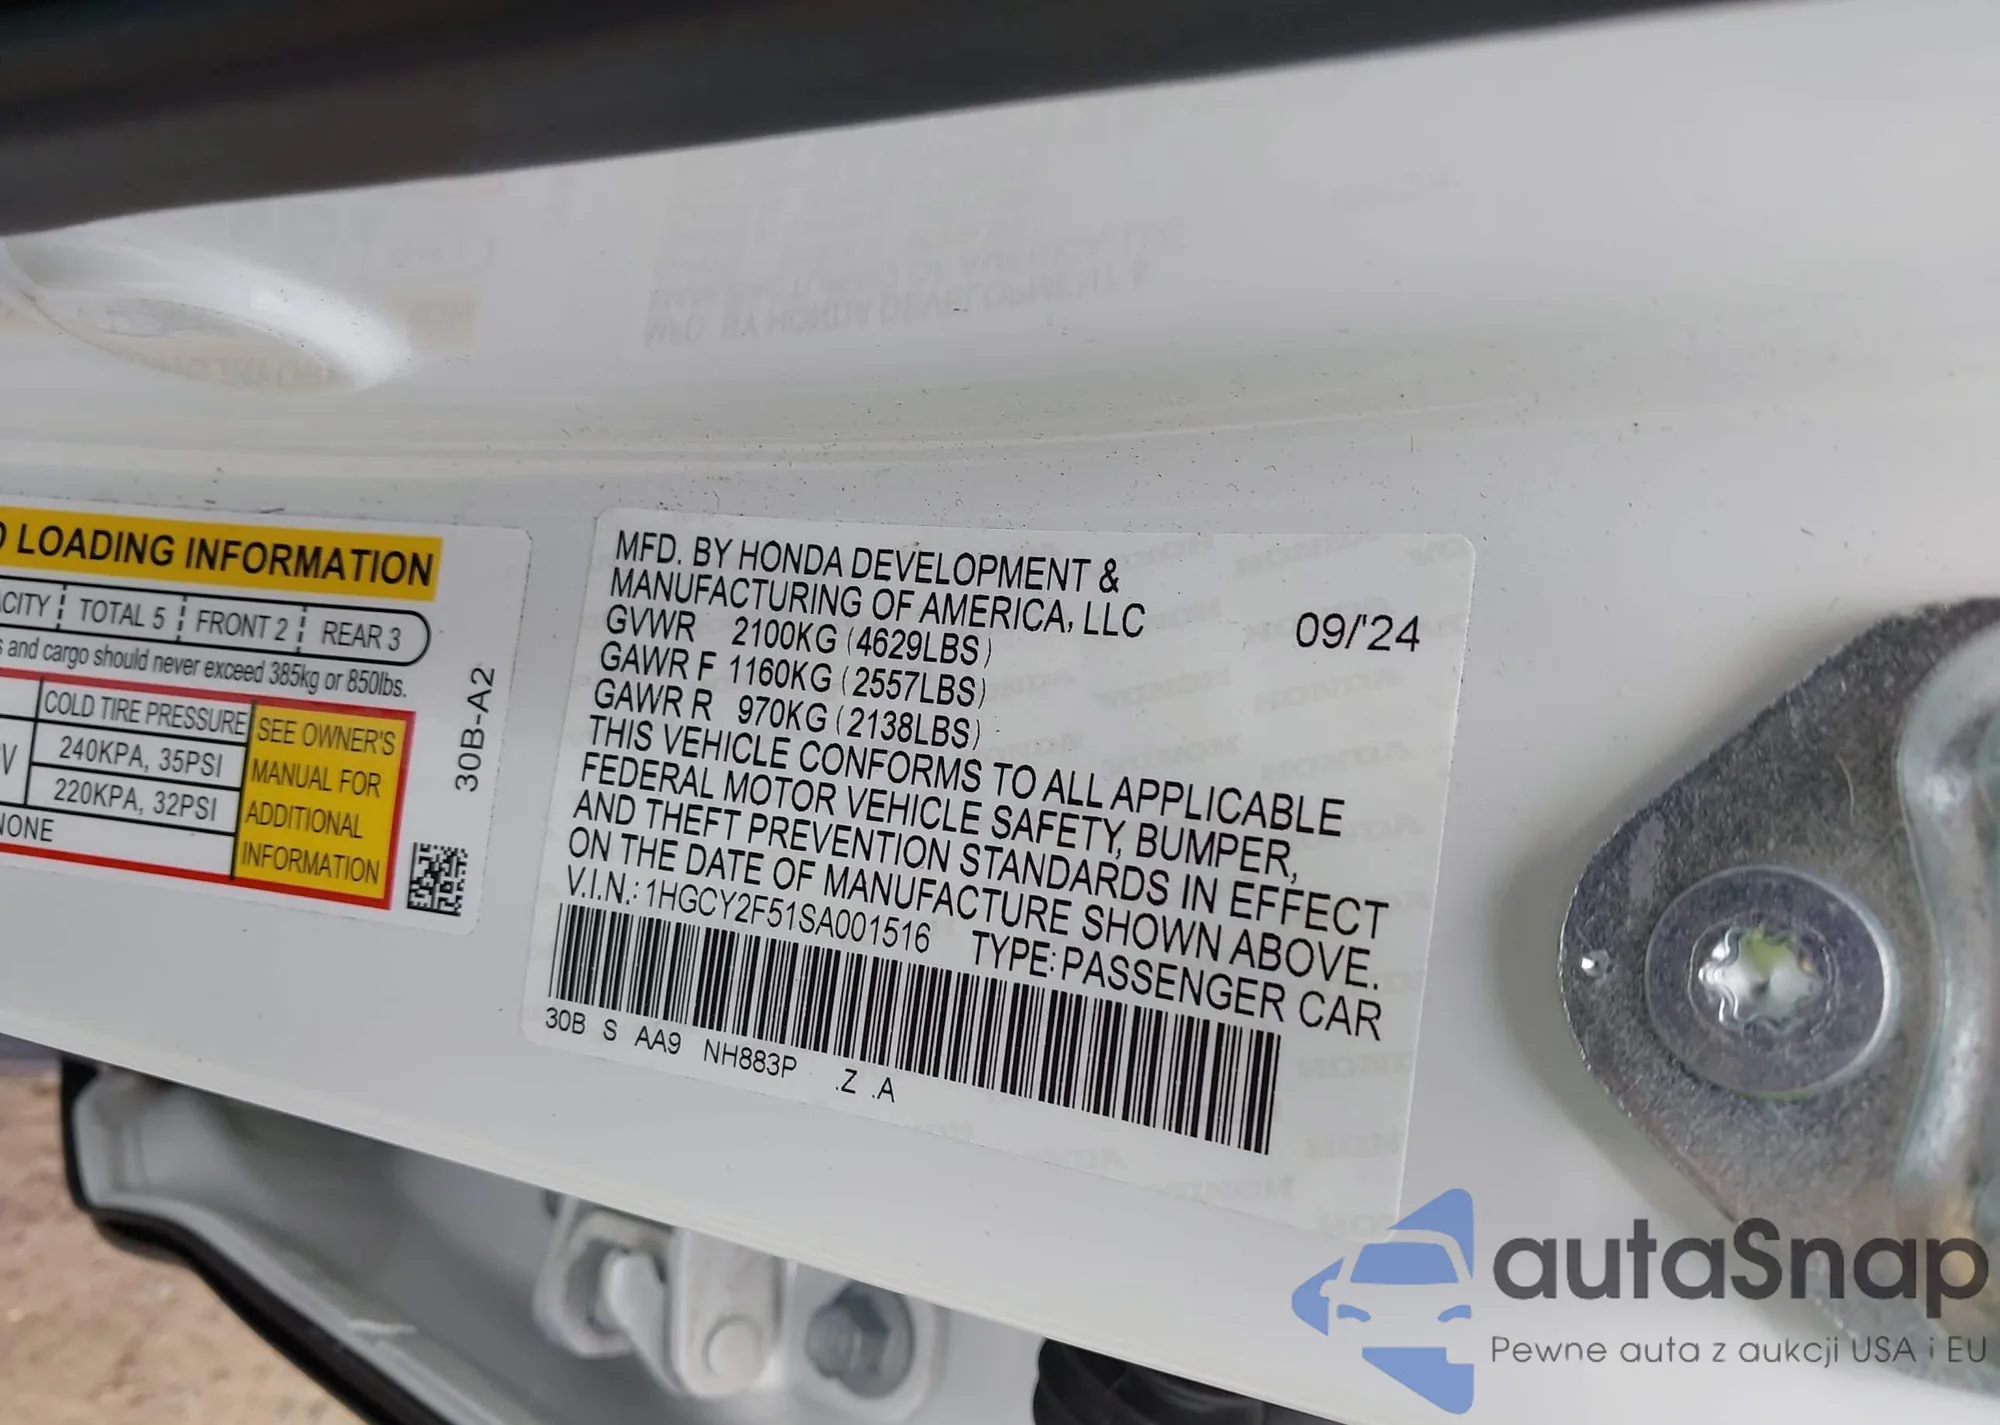 LOADING INFORMATION
TOTAL 5 FRONT 2 REAR 3
and cargo should never exceed 385kg or 850lbs.
COLD TIRE PRESSURE
240KPA, 35PSI
220KPA, 32PSI
NONE
SEE OWNER'S
MANUAL FOR
ADDITIONAL
INFORMATION
30B-A2
MFD. BY HONDA DEVELOPMENT &
MANUFACTURING OF AMERICA, LLC
09/'24
GVWR 2100KG (4629LBS)
GAWR F 1160KG (2557LBS)
GAWR R 970KG (2138LBS)
THIS VEHICLE CONFORMS TO ALL APPLICABLE
FEDERAL MOTOR VEHICLE SAFETY, BUMPER,
AND THEFT PREVENTION STANDARDS IN EFFECT
ON THE DATE OF MANUFACTURE SHOWN ABOVE.
V.I.N.: 1HGCY2F51SA001516 TYPE: PASSENGER CAR
30B S AA9 NH883P .Z .A
autaSnap
Pewne auta z aukcji USA i EU